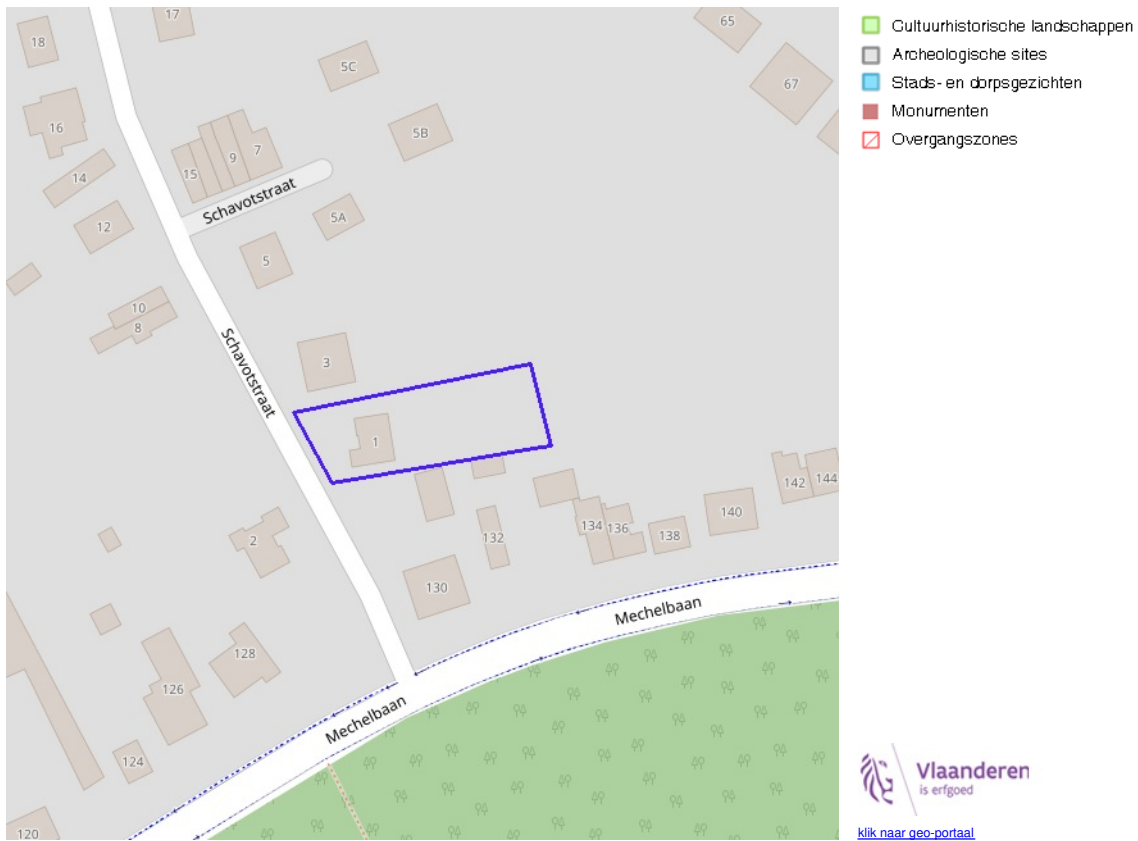 17
18
65
5C
67
16
5B
7
9
15
14
Schavotstraat
5A
12
5
10
8
Schavotstraat
3
1
142
144
140
134
136
138
132
2
130
Mechelbaan
128
126
Mechelbaan
124
120
Cultuurhistorische landschappen
Archeologische sites
Stads- en dorpsgezichten
Monumenten
Overgangszones
Vlaanderen
is erfgoed
klik naar geo-portaal